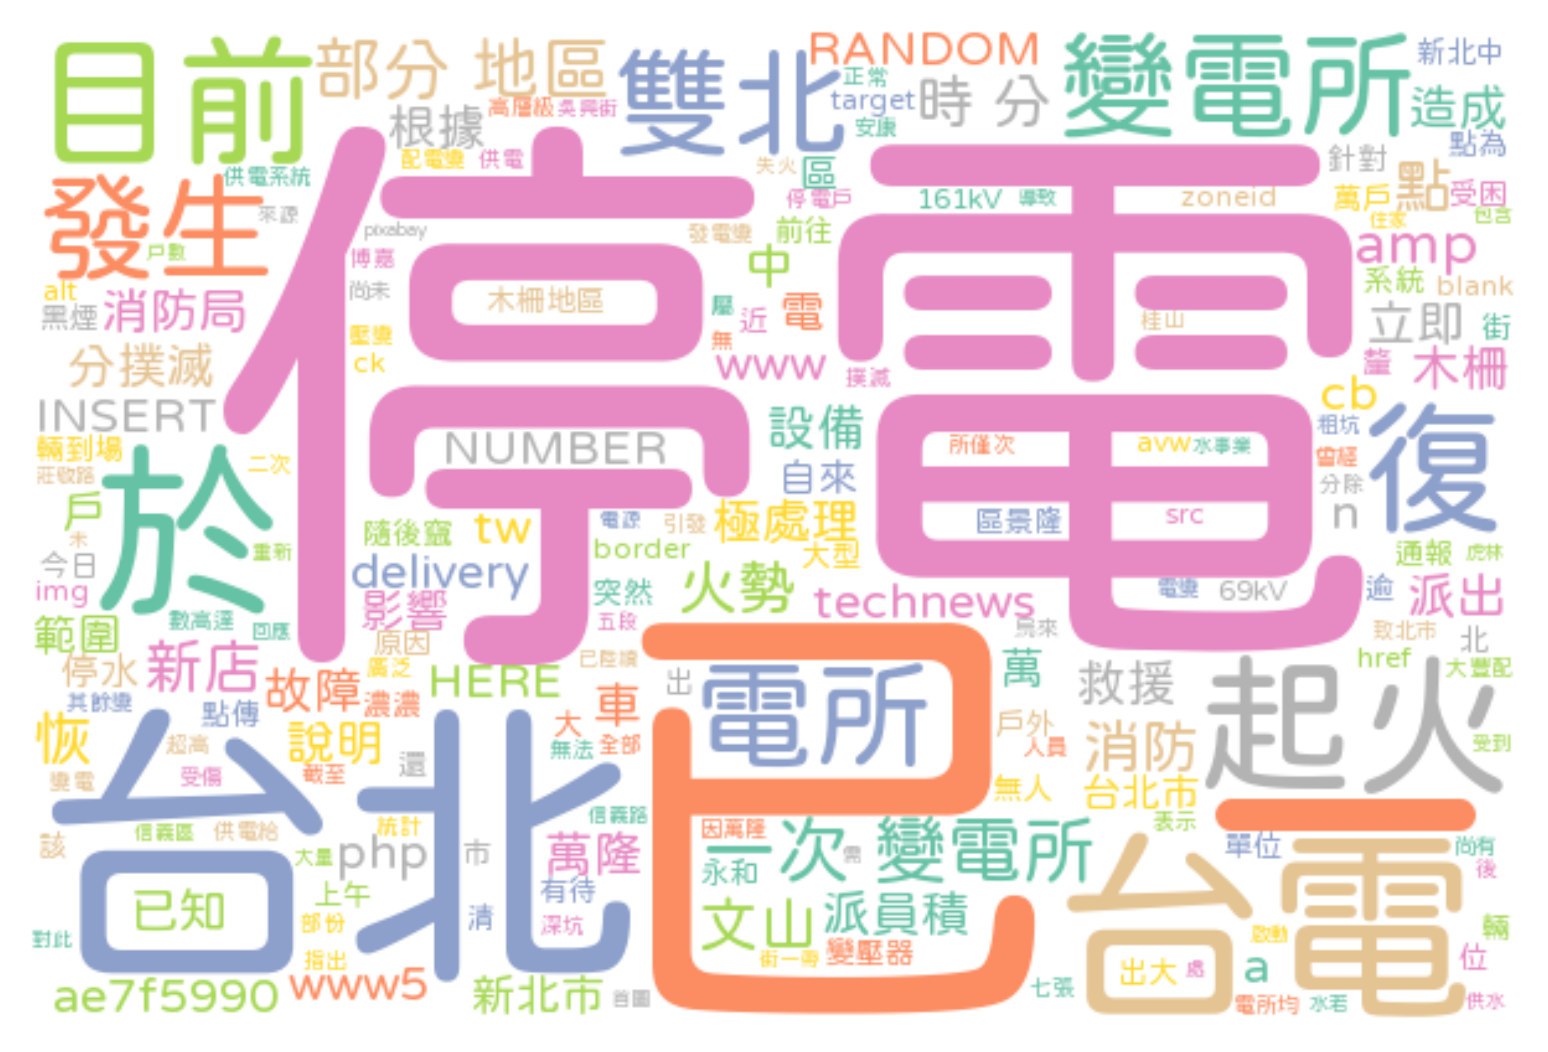 目前
部分 地區
雙北
RANDOM
變電所
新北中
正常
target
時 分
造成
高層級
吳興街
根據
安康
點為
配電變
供電
失火
區
針對
點
受困
供電系統
停電戶
161kV
導致
zoneid
萬戶
發生
來源
停電
住家
包含
pixabay
發電變
前往
amp
戶數
博嘉
中
系統
blank
alt
黑煙
消防局
尚未
木柵地區
屬
近
電
桂山
立即
街
壓變
無
分撲滅
ck
www
撲滅
釐
木柵
INSERT
cb
復
NUMBER
設備
粗坑
輛到場
二次
所僅次
avw
水事業
曾經
莊敬路
於
自來
分除
戶
隨後竄
tw
電源
引發
極處理
區景隆
src
n
未
重新
border
大型
通報
虎林
今日
img
delivery
火勢
電變
69kV
逾
派出
影響
突然
technews
數高達
回應
五段
烏來
致北市
北
範圍
原因
href
停水
新店
廣泛
已陸續
萬
大豐配
故障
HERE
出
電所
救援
起火
其餘變
點傳
濃濃
車
恢
說明
大
戶外
消防
超高
還
無法
全部
人員
受到
變電
受傷
截至
無人
台北市
台北
已
信義路
表示
該
信義區
供電給
統計
因萬隆
一次 變電所
單位
尚有
大量
php
市
萬隆
需
台電
後
已知
上午
有待
永和
部份
清
深坑
文山
派員積
啟動
輛
對此
指出
街一帶
變壓器
出大
處
a
位
ae7f5990
www5
新北市
首圖
七張
電所均
水若
供水